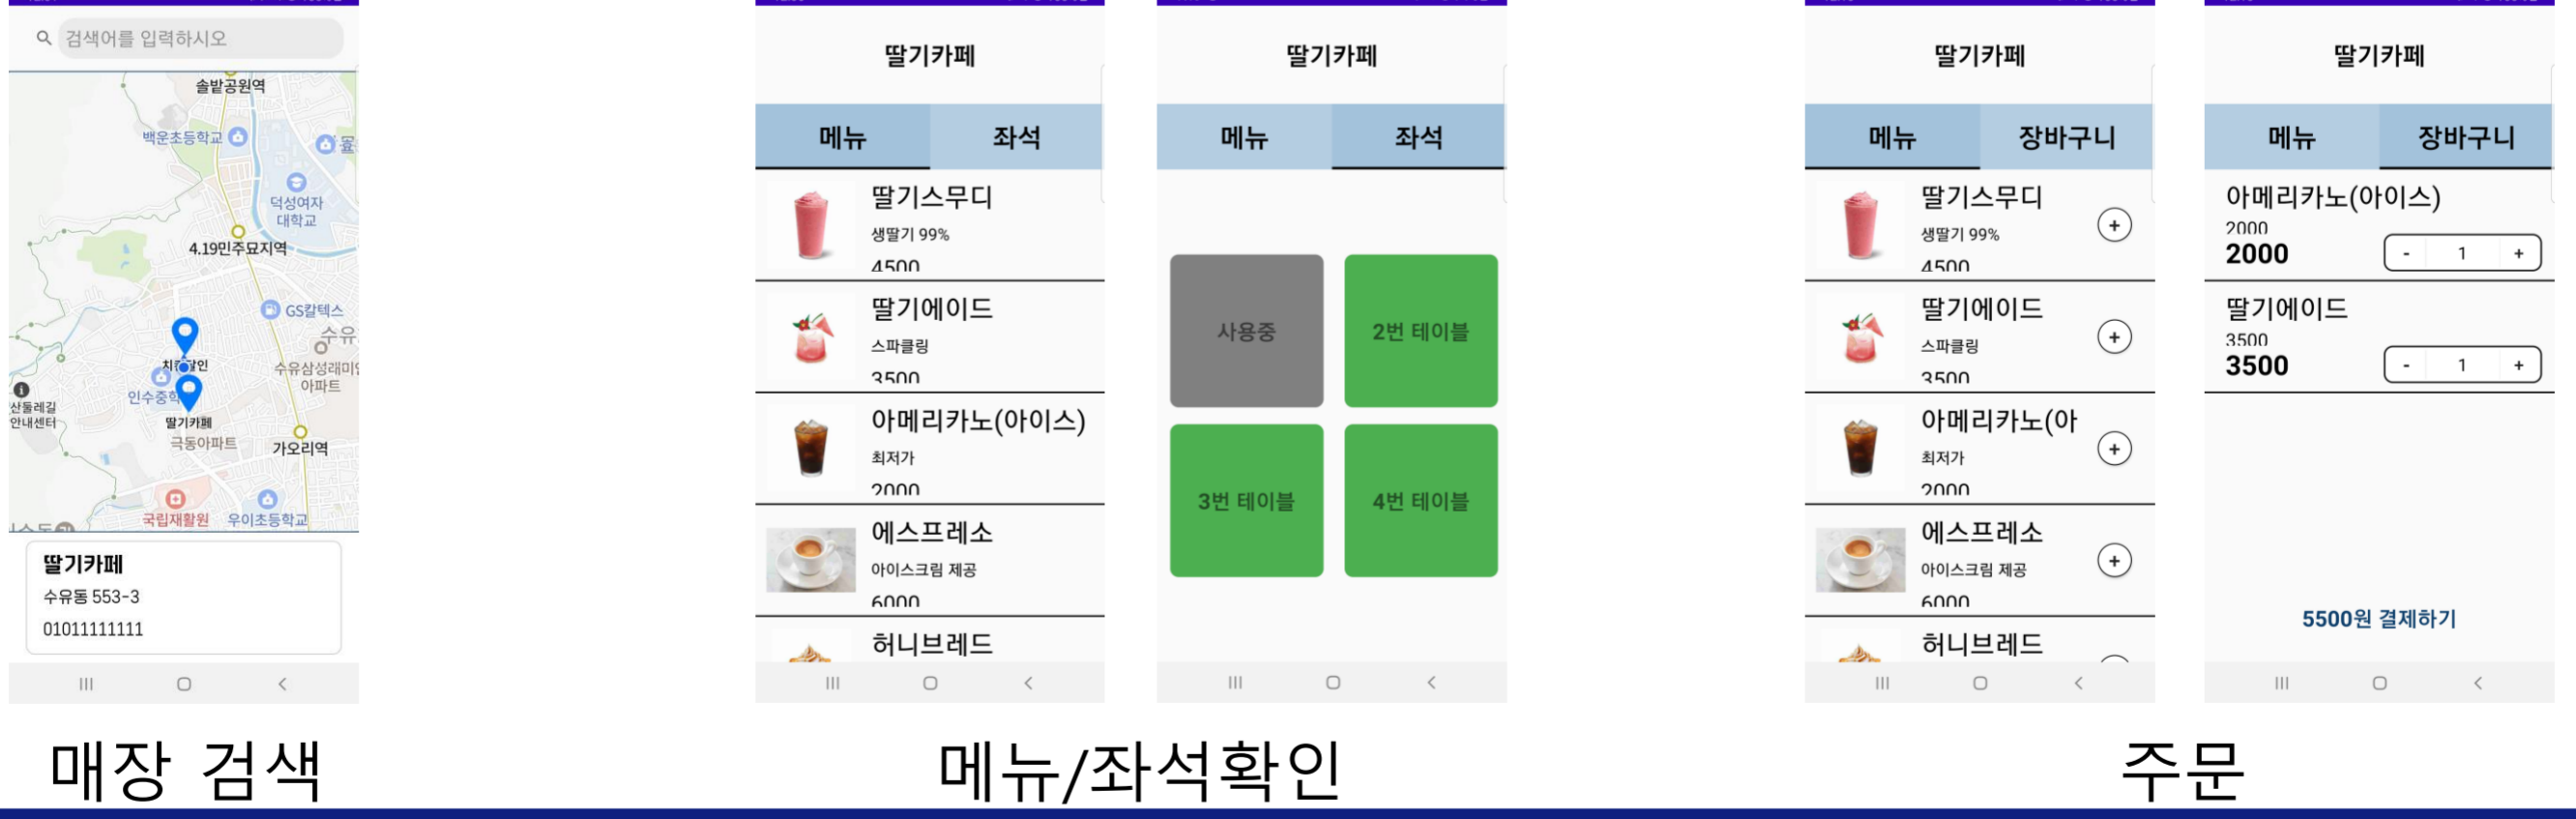 검색어를 입력하시오
솔밭공원역
백운초등학교
덕성여자
대학교
4.19민주묘지역
GS칼텍스
수유
인수중학
수유삼성래미안
아파트
산둘레길
안내센터
딸기카페
극동아파트
가오리역
국립재활원
우이초등학교
딸기카페
수유동 553-3
01011111111
매장 검색
딸기카페
메뉴
좌석
딸기스무디
생딸기 99%
4500
딸기에이드
스파클링
3500
아메리카노(아이스)
최저가
2000
에스프레소
아이스크림 제공
6000
허니브레드
딸기카페
메뉴
좌석
사용중
2번 테이블
3번 테이블
4번 테이블
메뉴/좌석확인
딸기카페
메뉴
장바구니
딸기스무디
생딸기 99%
4500
+
딸기에이드
스파클링
3500
+
아메리카노(아
최저가
2000
+
에스프레소
아이스크림 제공
6000
+
허니브레드
딸기카페
메뉴
장바구니
아메리카노(아이스)
2000
2000
- 1 +
딸기에이드
3500
3500
- 1 +
5500원 결제하기
주문